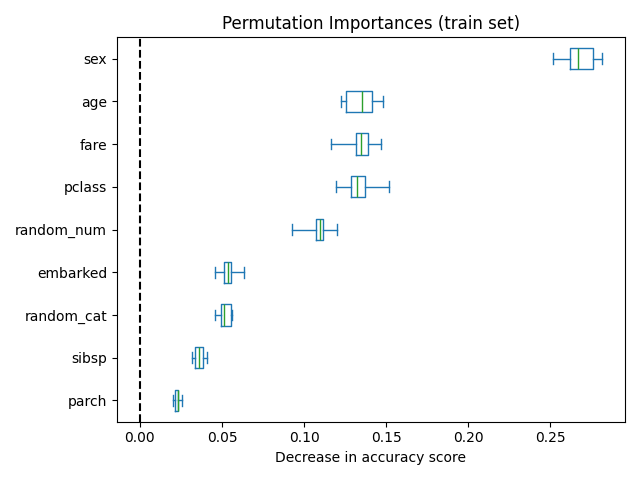 Permutation Importances (train set)
sex
age
fare
pclass
random_num
embarked
random_cat
sibsp
parch
0.00 0.05 0.10 0.15 0.20 0.25
Decrease in accuracy score